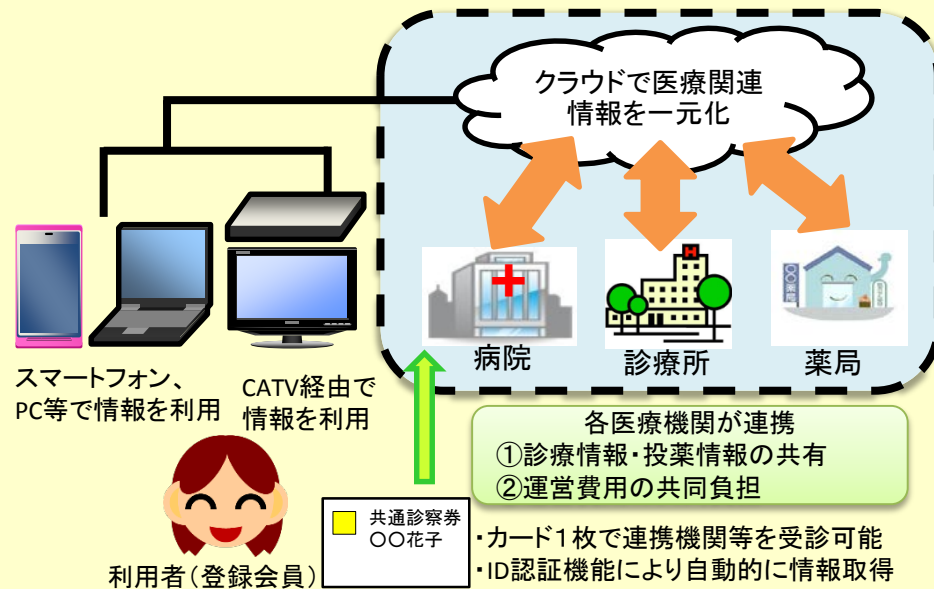 クラウドで医療関連
情報を一元化
病院
診療所
〇〇薬局
薬局
スマートフォン、
PC等で情報を利用
CATV経由で
情報を利用
各医療機関が連携
①診療情報・投薬情報の共有
②運営費用の共同負担
共通診察券
〇〇花子
・カード１枚で連携機関等を受診可能
・ID認証機能により自動的に情報取得
利用者（登録会員）